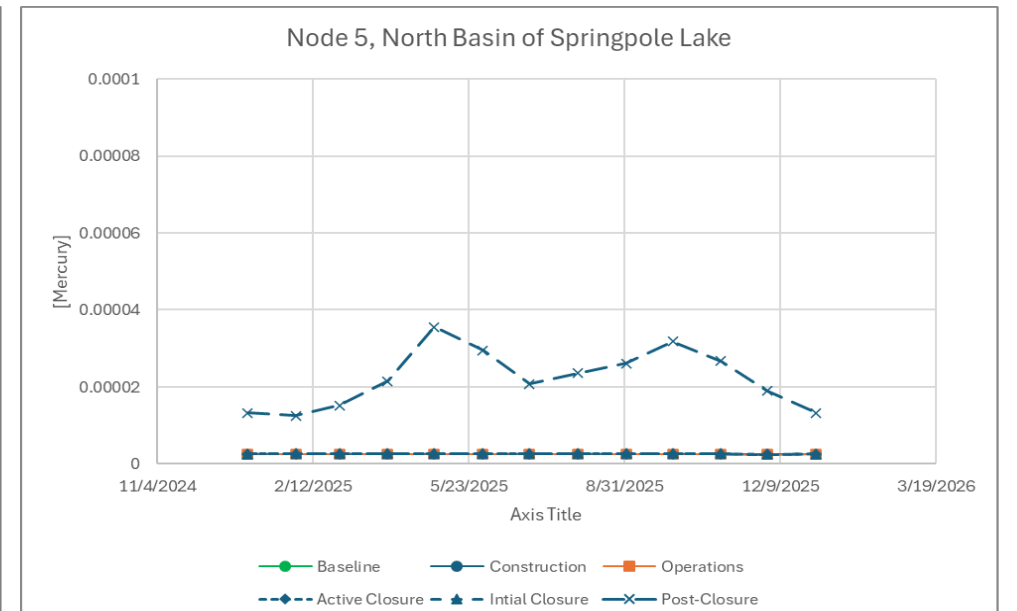 Node 5, North Basin of Springpole Lake
0.0001
0.00008
0.00006
0.00004
0.00002
0
[Mercury]
11/4/2024 2/12/2025 5/23/2025 8/31/2025 12/9/2025 3/19/2026
Axis Title
Baseline Construction Operations
Active Closure Intial Closure Post-Closure